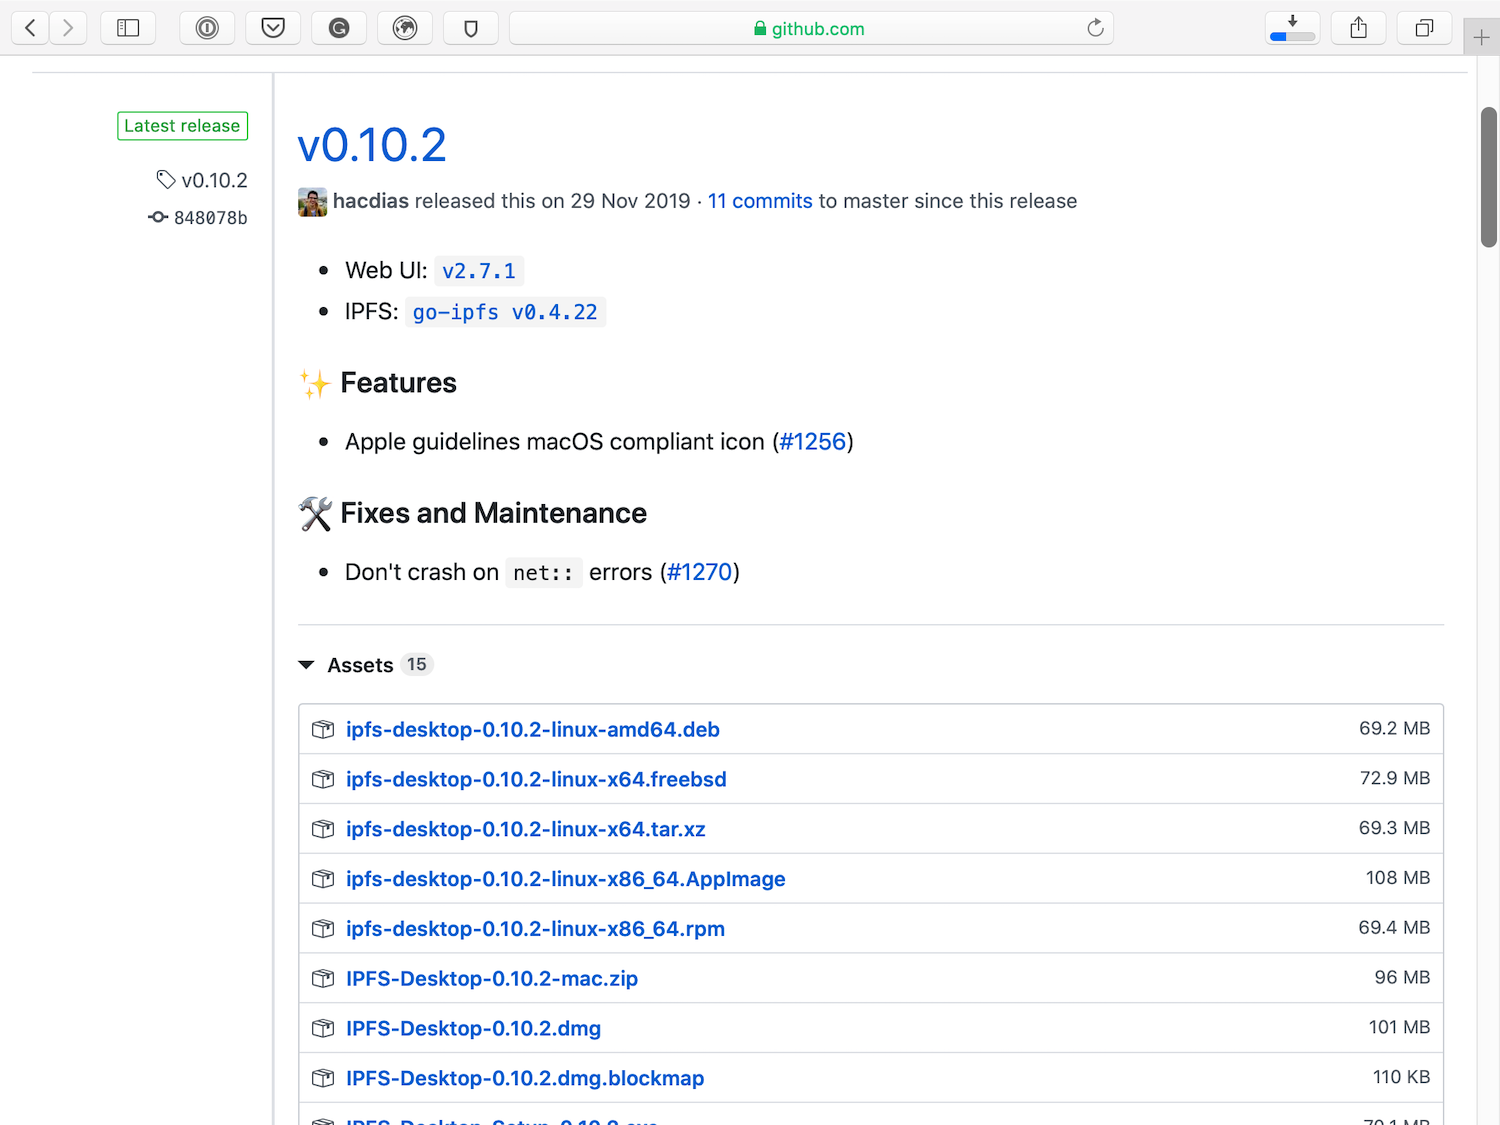 github.com
Latest release
v0.10.2
848078b
v0.10.2
hacdias released this on 29 Nov 2019 · 11 commits to master since this release
Web UI: v2.7.1
IPFS: go-ipfs v0.4.22
✨ Features
Apple guidelines macOS compliant icon (#1256)
🛠 Fixes and Maintenance
Don't crash on net:: errors (#1270)
Assets 15
ipfs-desktop-0.10.2-linux-amd64.deb 69.2 MB
ipfs-desktop-0.10.2-linux-x64.freebsd 72.9 MB
ipfs-desktop-0.10.2-linux-x64.tar.xz 69.3 MB
ipfs-desktop-0.10.2-linux-x86_64.AppImage 108 MB
ipfs-desktop-0.10.2-linux-x86_64.rpm 69.4 MB
IPFS-Desktop-0.10.2-mac.zip 96 MB
IPFS-Desktop-0.10.2.dmg 101 MB
IPFS-Desktop-0.10.2.dmg.blockmap 110 KB